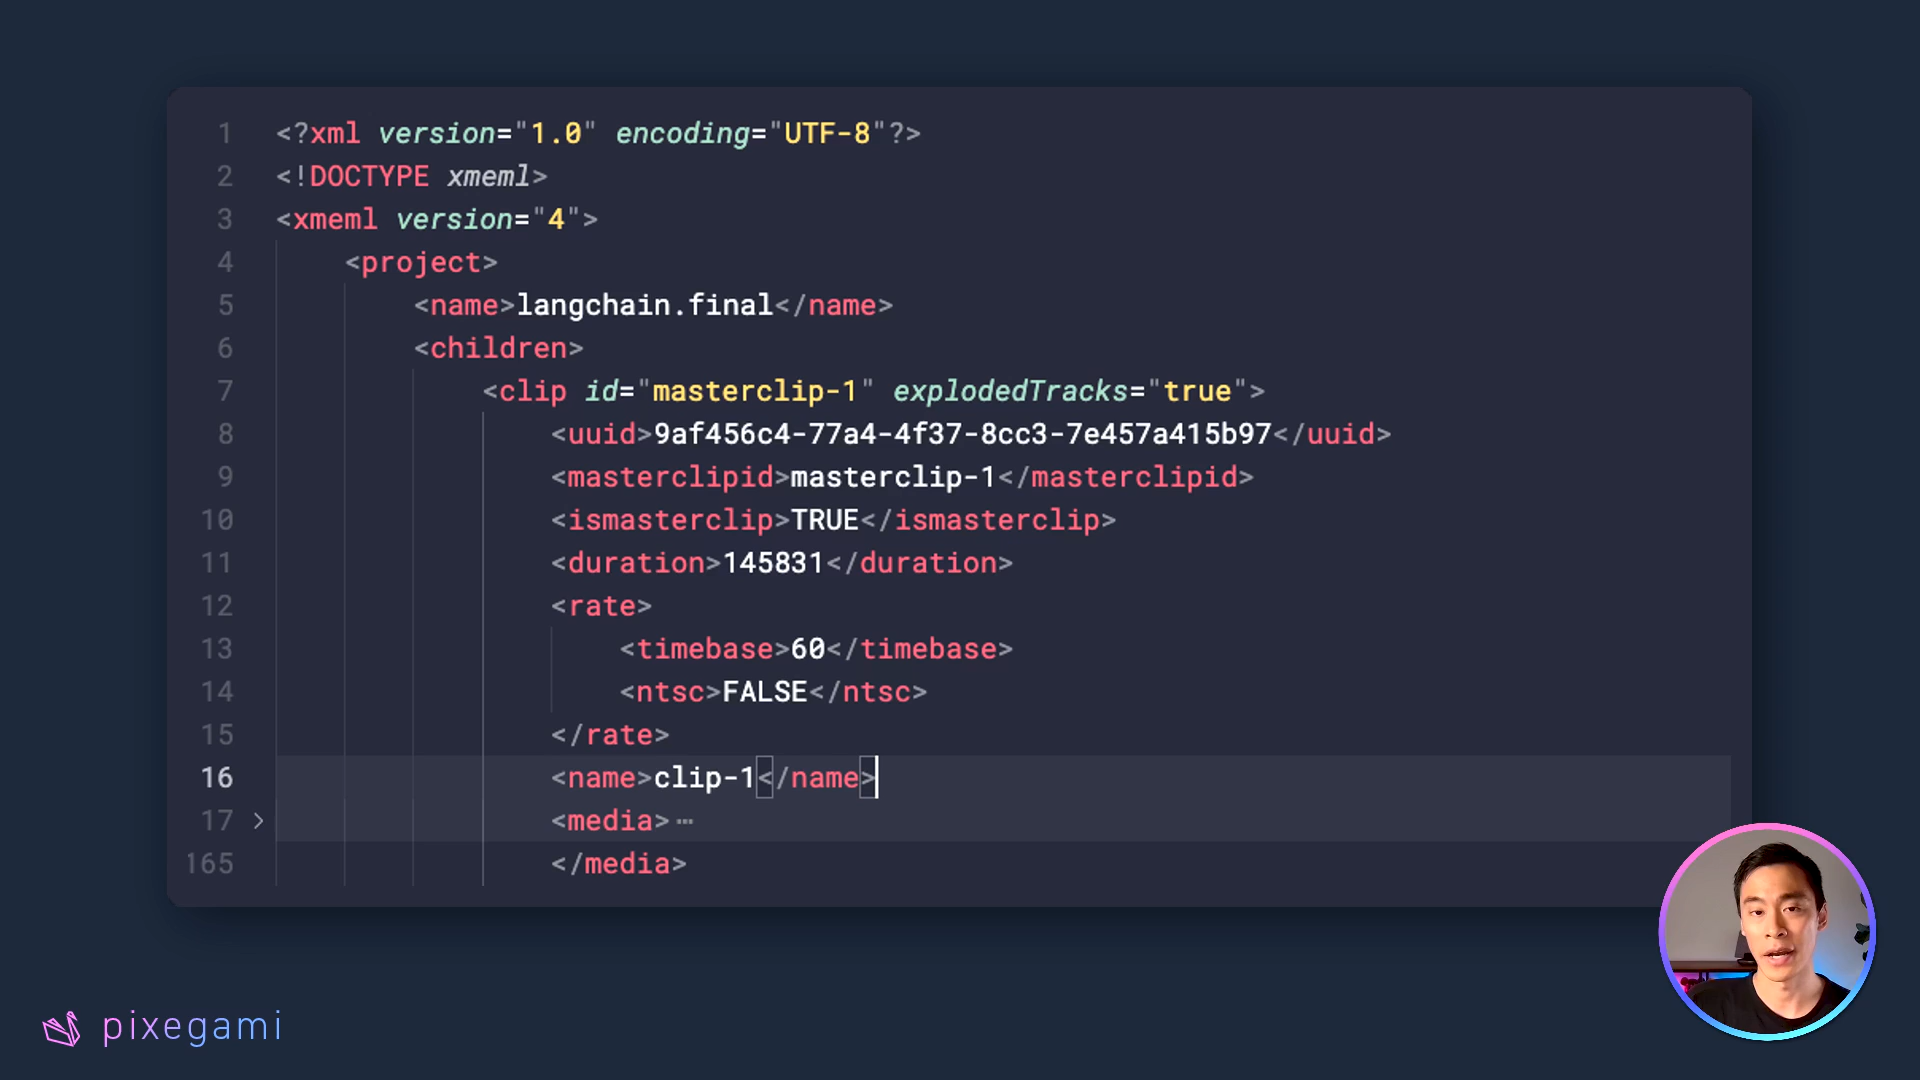 1 <?xml version="1.0" encoding="UTF-8"?>
2 <!DOCTYPE xmeml>
3 <xmeml version="4">
4 <project>
5 <name>langchain.final</name>
6 <children>
7 <clip id="masterclip-1" explodedTracks="true">
8 <uuid>9af456c4-77a4-4f37-8cc3-7e457a415b97</uuid>
9 <masterclipid>masterclip-1</masterclipid>
10 <ismasterclip>TRUE</ismasterclip>
11 <duration>145831</duration>
12 <rate>
13 <timebase>60</timebase>
14 <ntsc>FALSE</ntsc>
15 </rate>
16 <name>clip-1</name>
17 <media> ⋯
165 </media>
pixegami